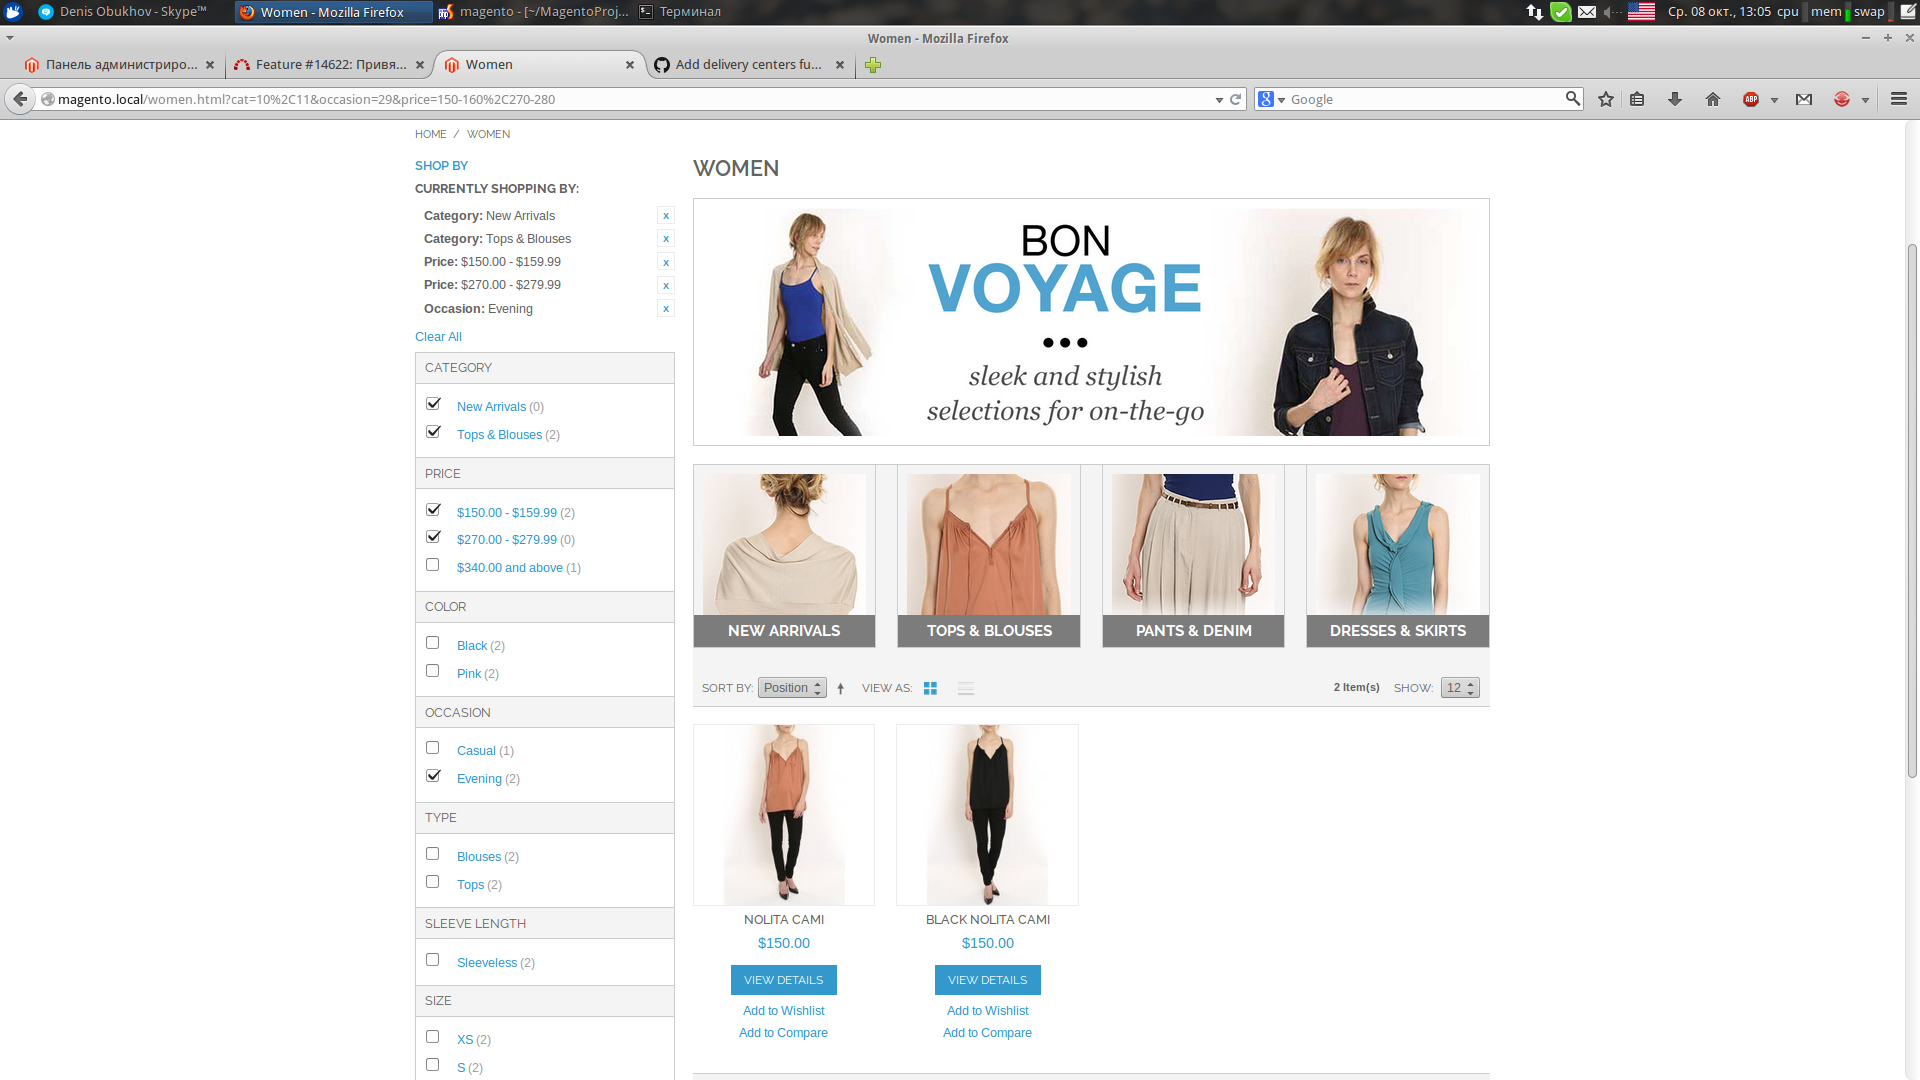 Denis Obukhov - Skype™
Women - Mozilla Firefox
magento - [~/MagentoProj...
Терминал
Ср. 08 окт., 13:05 cpu mem swap
Women - Mozilla Firefox
Панель администриро...
Feature #14622: Привя...
Women
Add delivery centers fu...
magento.local/women.html?cat=10%2C11&occasion=29&price=150-160%2C270-280
Google
ABP
HOME / WOMEN
SHOP BY
CURRENTLY SHOPPING BY:
Category: New Arrivals x
Category: Tops & Blouses x
Price: $150.00 - $159.99 x
Price: $270.00 - $279.99 x
Occasion: Evening x
Clear All
CATEGORY
New Arrivals (0)
Tops & Blouses (2)
PRICE
$150.00 - $159.99 (2)
$270.00 - $279.99 (0)
$340.00 and above (1)
COLOR
Black (2)
Pink (2)
OCCASION
Casual (1)
Evening (2)
TYPE
Blouses (2)
Tops (2)
SLEEVE LENGTH
Sleeveless (2)
SIZE
XS (2)
S (2)
WOMEN
BON
VOYAGE
•••
sleek and stylish
selections for on-the-go
NEW ARRIVALS
TOPS & BLOUSES
PANTS & DENIM
DRESSES & SKIRTS
SORT BY: Position VIEW AS: 2 Item(s) SHOW: 12
NOLITA CAMI
$150.00
VIEW DETAILS
Add to Wishlist
Add to Compare
BLACK NOLITA CAMI
$150.00
VIEW DETAILS
Add to Wishlist
Add to Compare